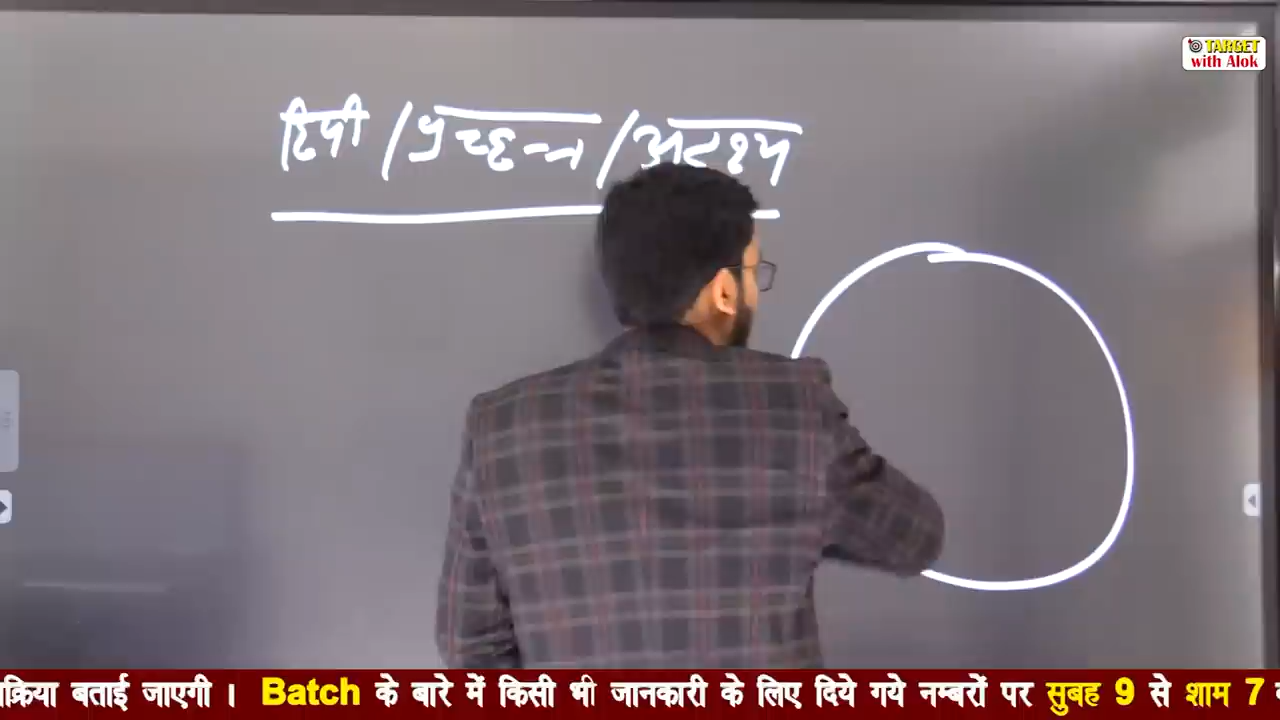 छिपी / प्रच्छन्न / अदृश्य
TARGET
with Alok
क्रिया बताई जाएगी । Batch के बारे में किसी भी जानकारी के लिए दिये गये नम्बरों पर सुबह 9 से शाम 7